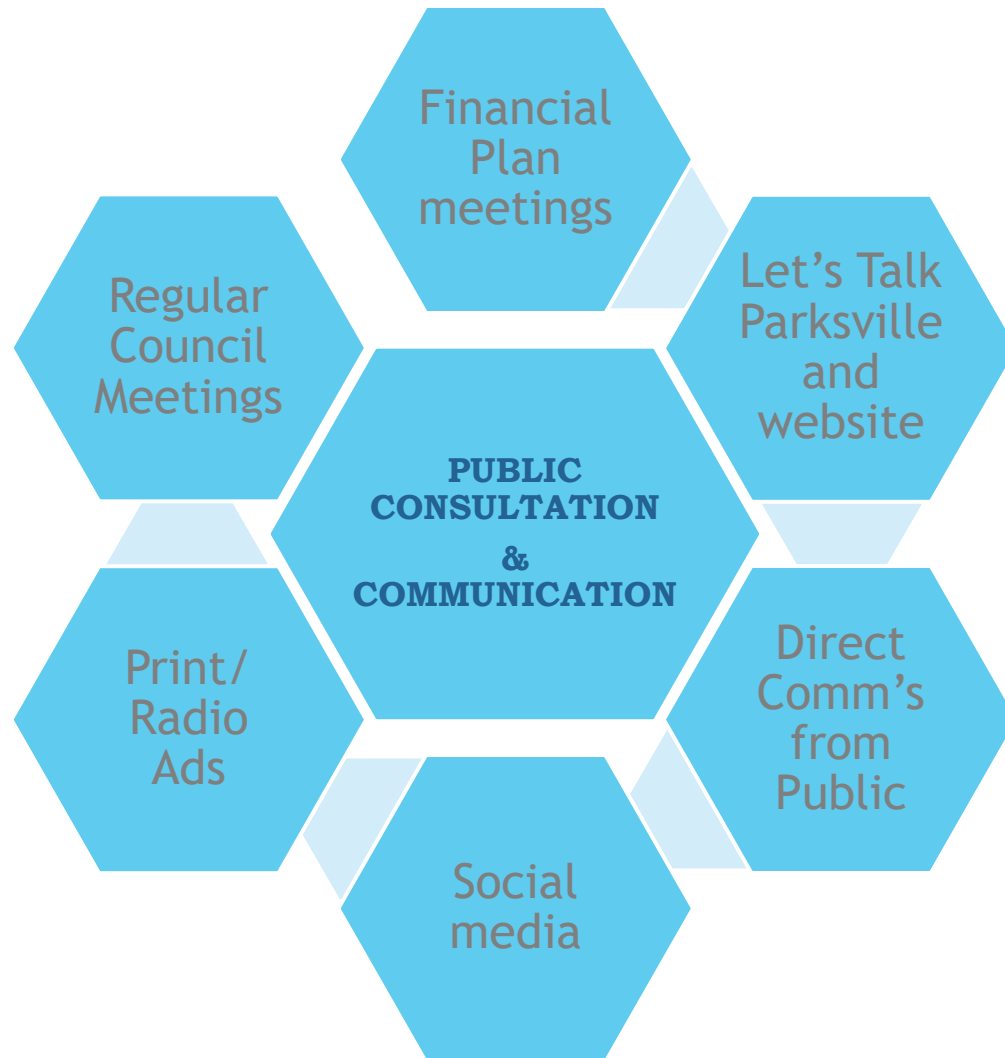 Financial
Plan
meetings
Let’s Talk
Parksville
and
website
Direct
Comm’s
from
Public
Social
media
Print/
Radio
Ads
Regular
Council
Meetings
PUBLIC
CONSULTATION
&
COMMUNICATION